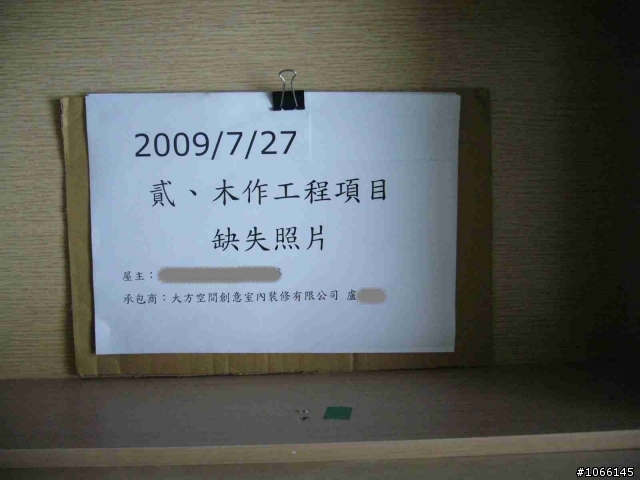 2009/7/27
貳、木作工程項目
缺失照片
屋主：
承包商：大方空間創意室內裝修有限公司 盧
#1066145